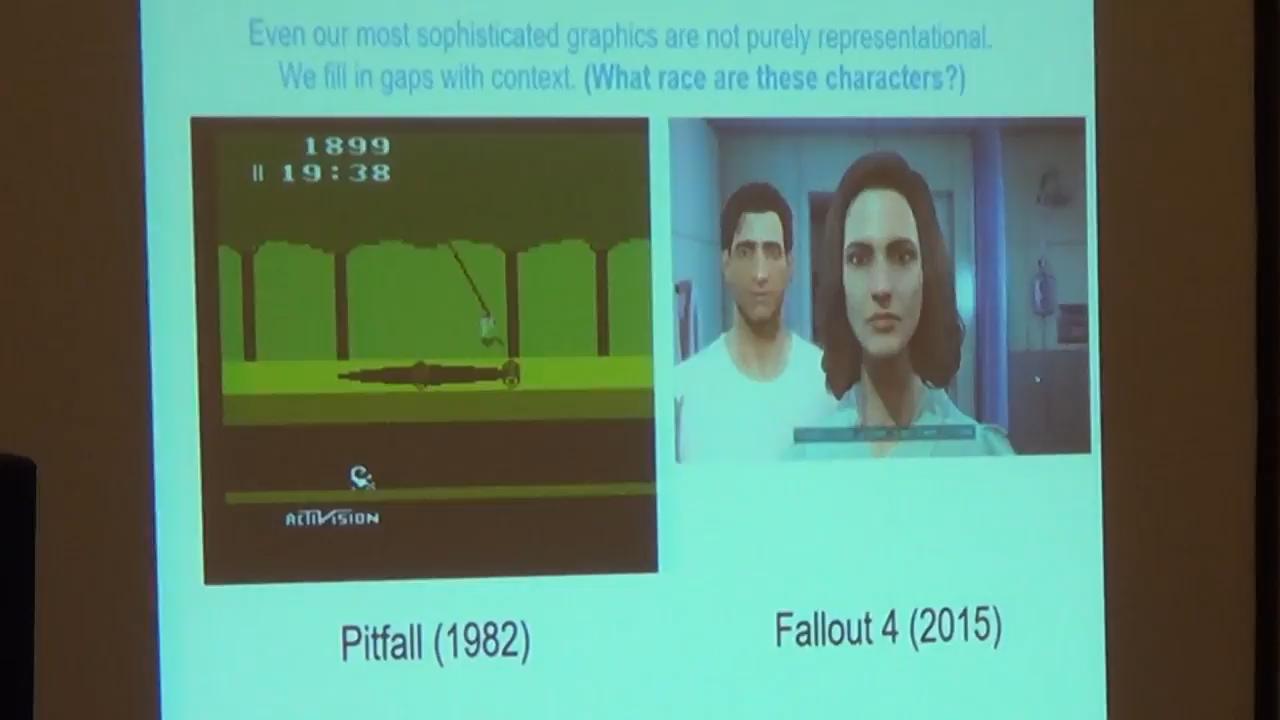 Even our most sophisticated graphics are not purely representational.
We fill in gaps with context. (What race are these characters?)
1899
II 19:38
ACTIVISION
Pitfall (1982)
Fallout 4 (2015)